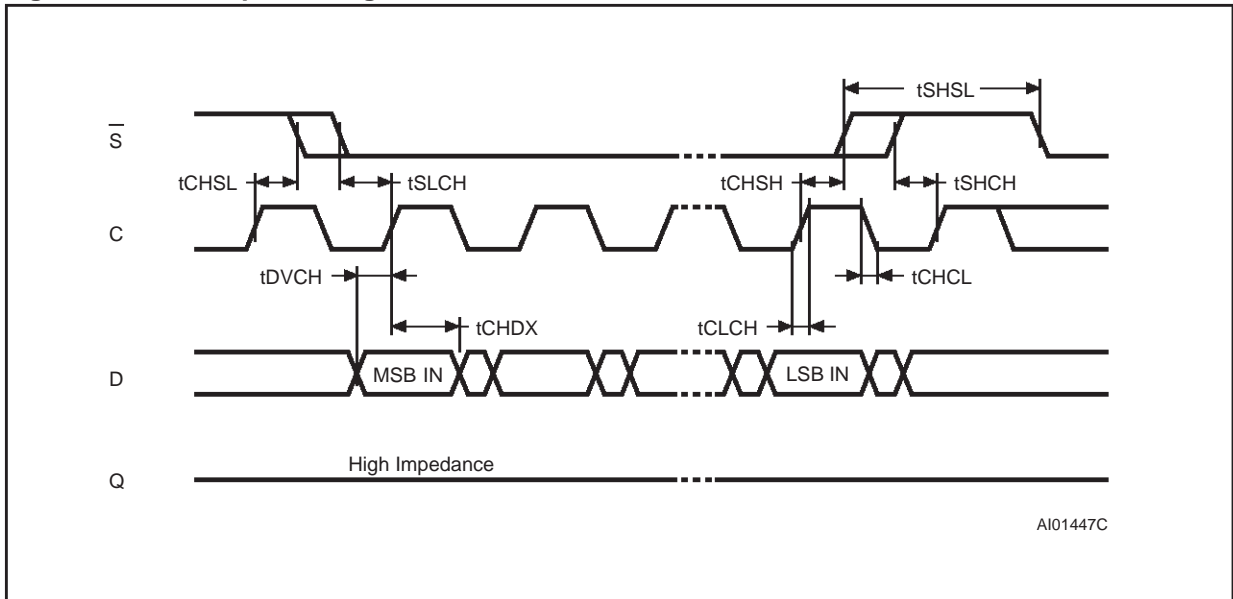 tSHSL
S
tCHSL
tSLCH
tCHSH
tSHCH
C
tDVCH
tCHCL
tCHDX
tCLCH
D
MSB IN
LSB IN
High Impedance
Q
AI01447C